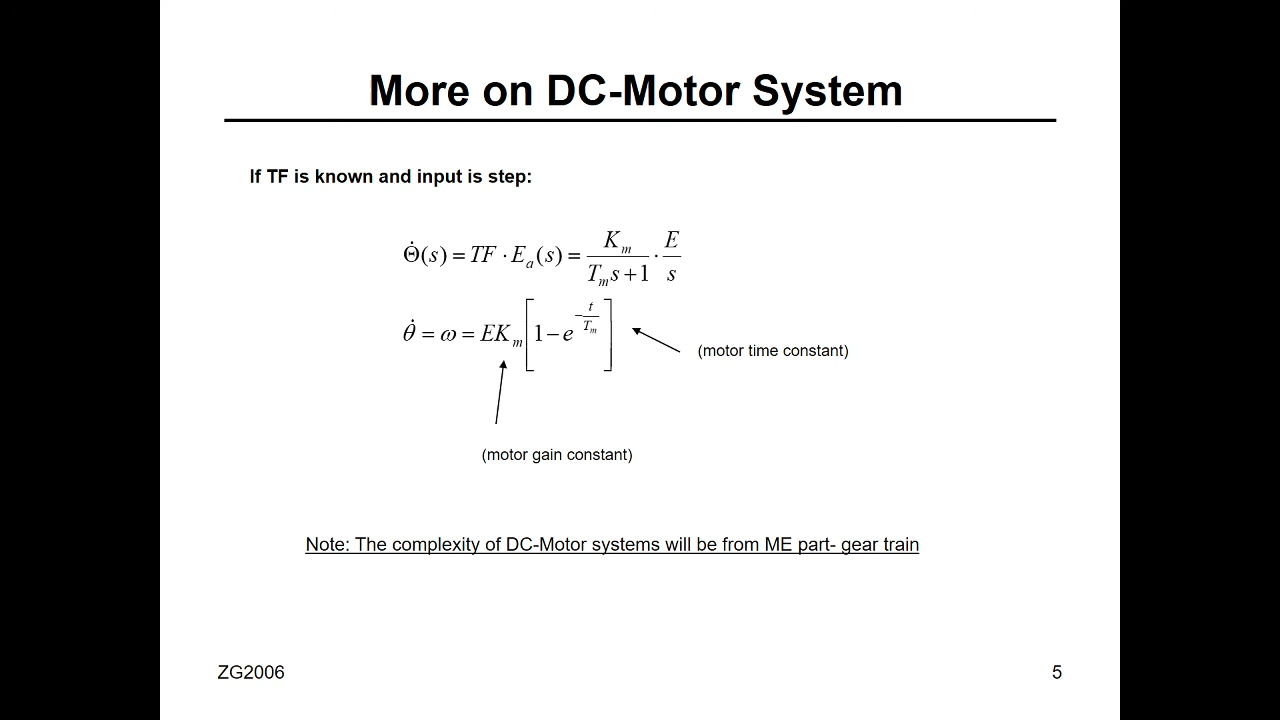 More on DC-Motor System
If TF is known and input is step:
Θ̇(s) = TF · E_a(s) = K_m / (T_m s + 1) · E / s
θ̇ = ω = EK_m [1 − e^(−t/T_m)]
(motor time constant)
(motor gain constant)
Note: The complexity of DC-Motor systems will be from ME part- gear train
ZG2006
5